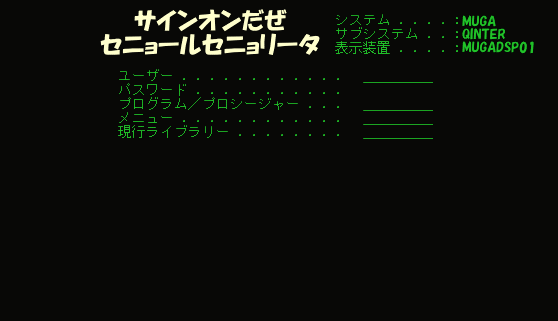 サインオンだぜ
セニョールセニョリータ
システム . . . . : MUGA
サブシステム . . : QINTER
表示装置 . . . . : MUGADSP01
ユーザー . . . . . . . . . . . .
パスワード . . . . . . . . . . .
プログラム／プロシージャー . . .
メニュー . . . . . . . . . . . .
現行ライブラリー . . . . . . . .